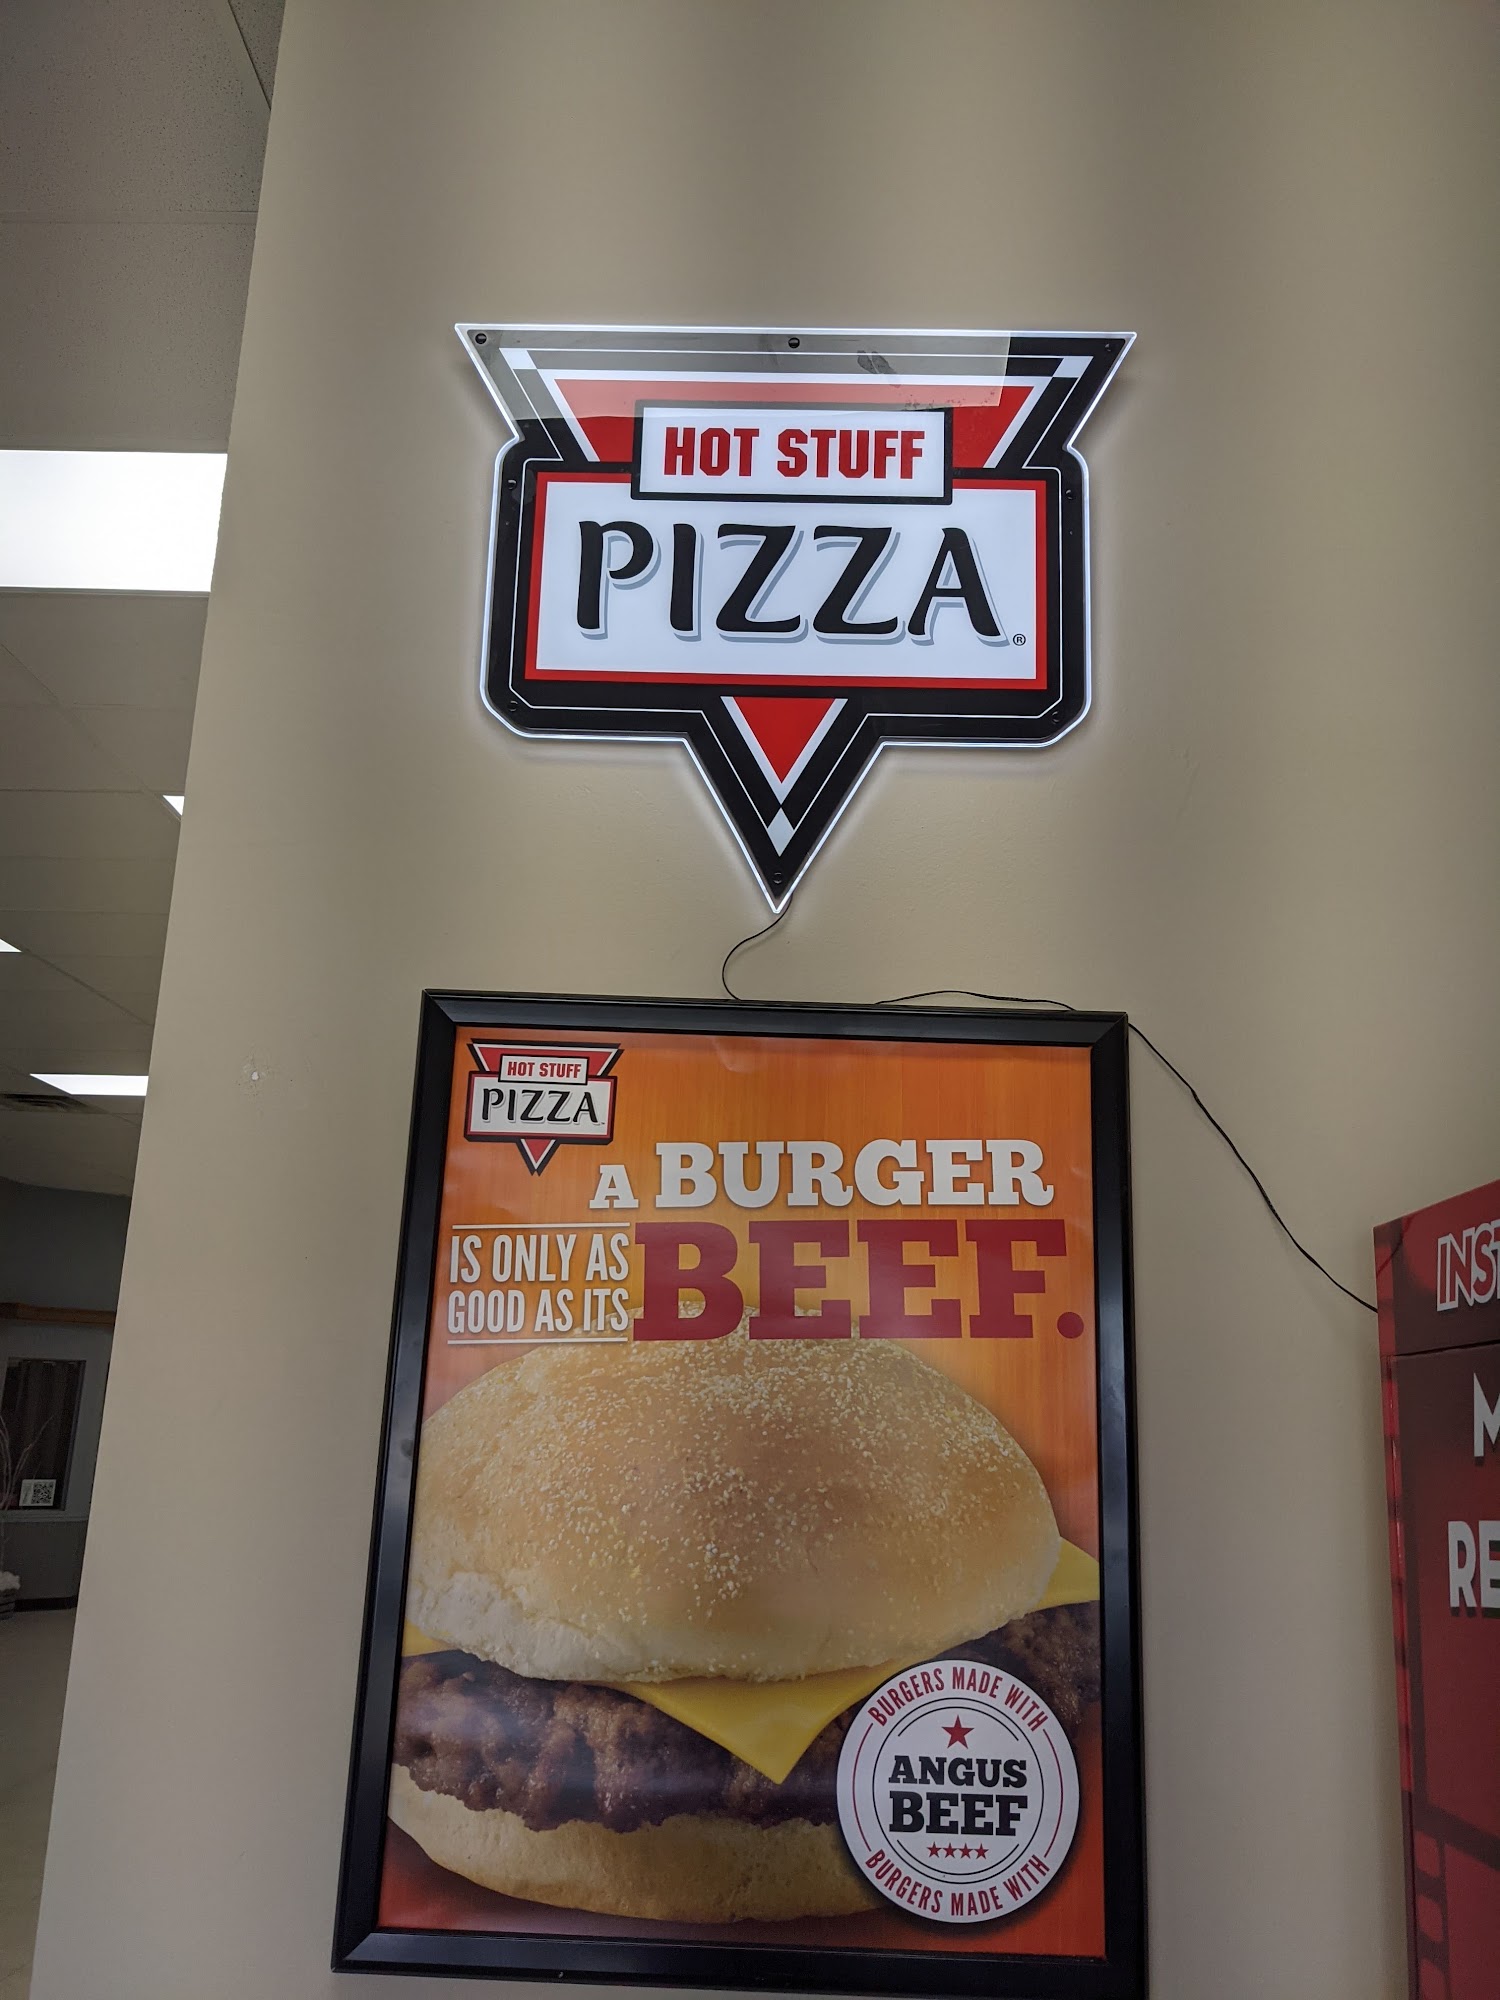 HOT STUFF
PIZZA®
HOT STUFF
PIZZA
A BURGER
IS ONLY AS
GOOD AS ITS
BEEF.
BURGERS MADE WITH
ANGUS
BEEF
BURGERS MADE WITH